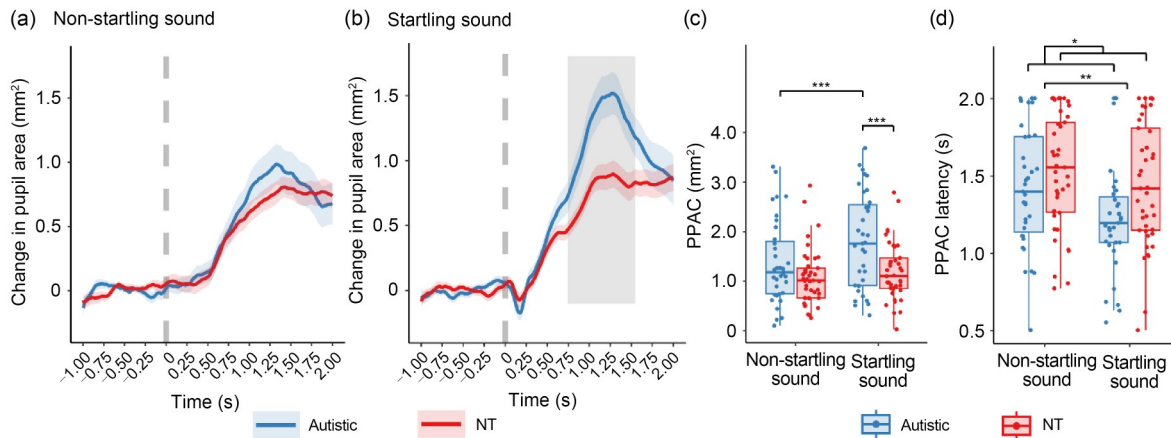 (a) Non-startling sound
Change in pupil area (mm²)
1.5
1.0
0.5
0
−1.00 −0.75 −0.50 −0.25 0 0.25 0.50 0.75 1.00 1.25 1.50 1.75 2.00
Time (s)
(b) Startling sound
Change in pupil area (mm²)
1.5
1.0
0.5
0
−1.00 −0.75 −0.50 −0.25 0 0.25 0.50 0.75 1.00 1.25 1.50 1.75 2.00
Time (s)
Autistic NT
(c)
PPAC (mm²)
4.0
3.0
2.0
1.0
0
***
***
Non-startling sound
Startling sound
(d)
PPAC latency (s)
2.0
1.5
1.0
0.5
*
**
Non-startling sound
Startling sound
Autistic NT